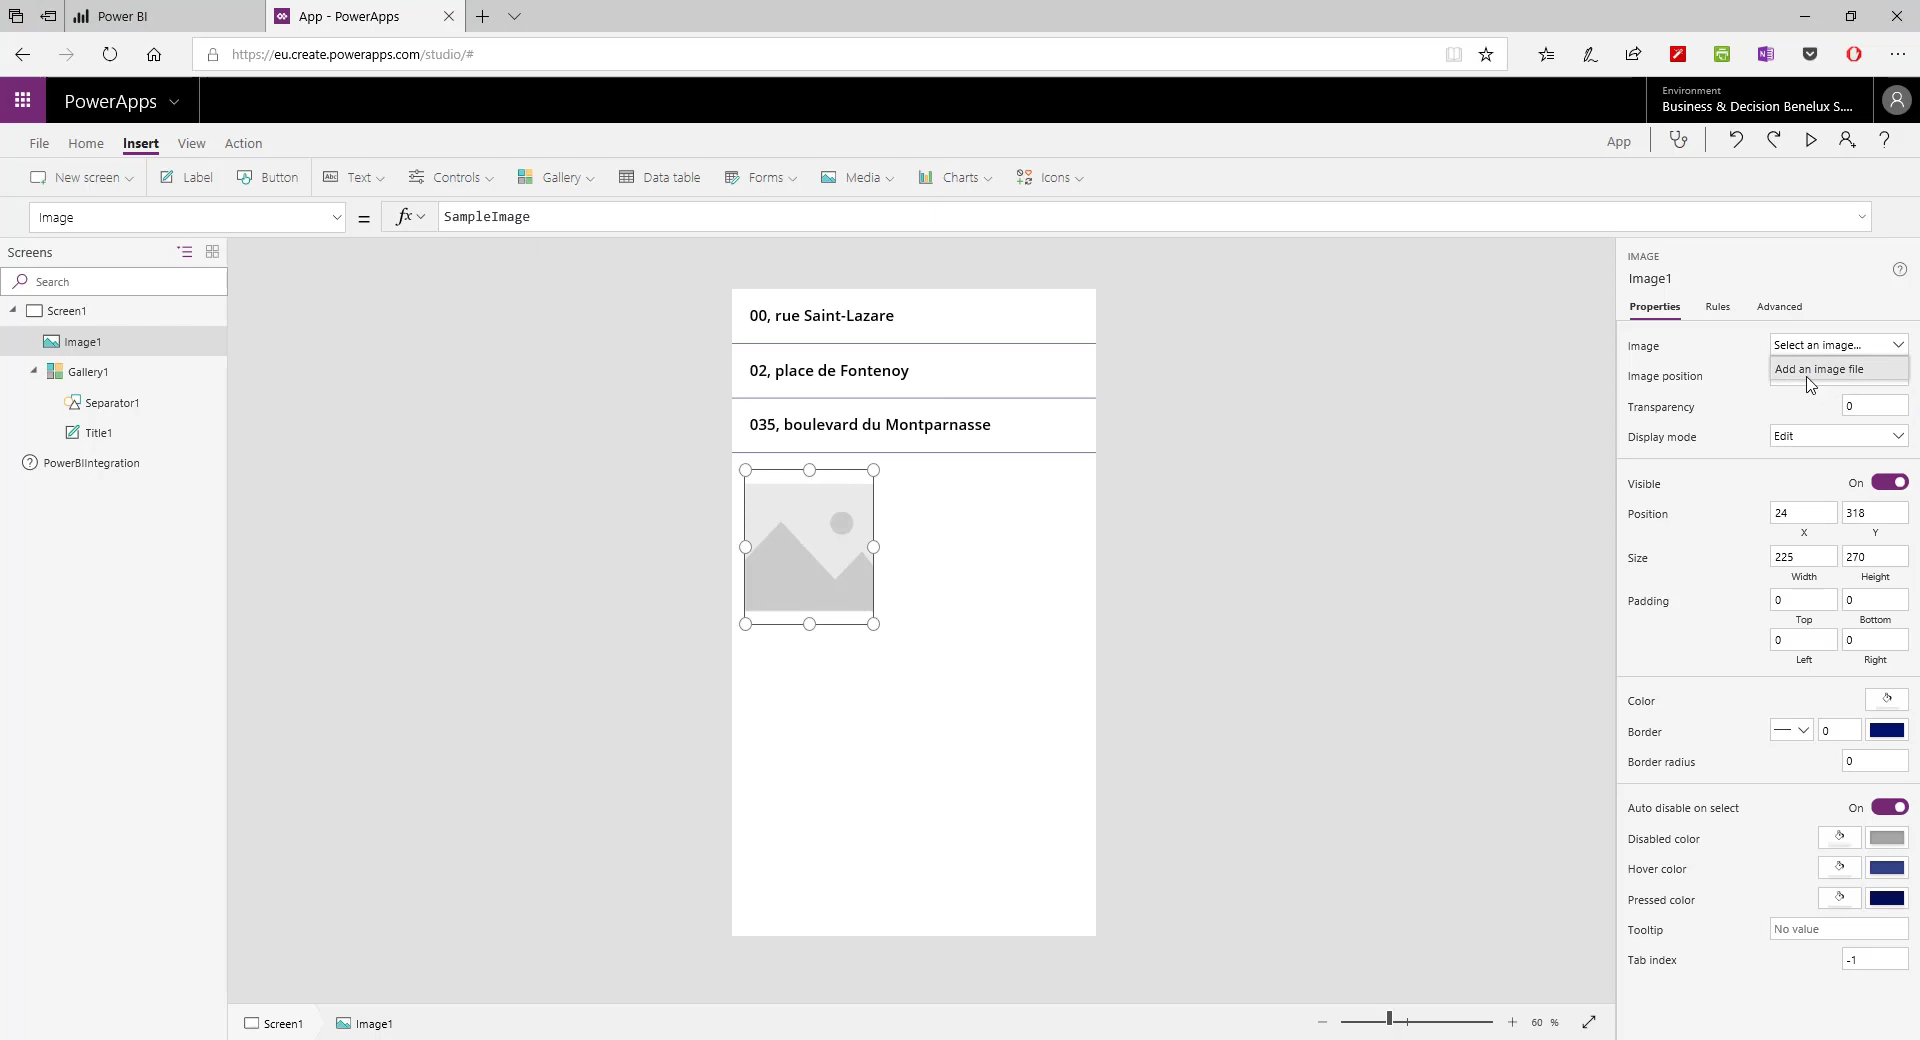 Power BI
App - PowerApps
https://eu.create.powerapps.com/studio/#
PowerApps
Environment
Business & Decision Benelux S....
File Home Insert View Action
App
New screen Label Button Text Controls Gallery Data table Forms Media Charts Icons
Image = fx SampleImage
Screens
Search
Screen1
Image1
Gallery1
Separator1
Title1
PowerBIIntegration
00, rue Saint-Lazare
02, place de Fontenoy
035, boulevard du Montparnasse
IMAGE
Image1
Properties Rules Advanced
Image Select an image...
Add an image file
Image position
Transparency 0
Display mode Edit
Visible On
Position 24 318
X Y
Size 225 270
Width Height
Padding 0 0
Top Bottom
0 0
Left Right
Color
Border 0
Border radius 0
Auto disable on select On
Disabled color
Hover color
Pressed color
Tooltip No value
Tab index -1
Screen1 Image1
60 %